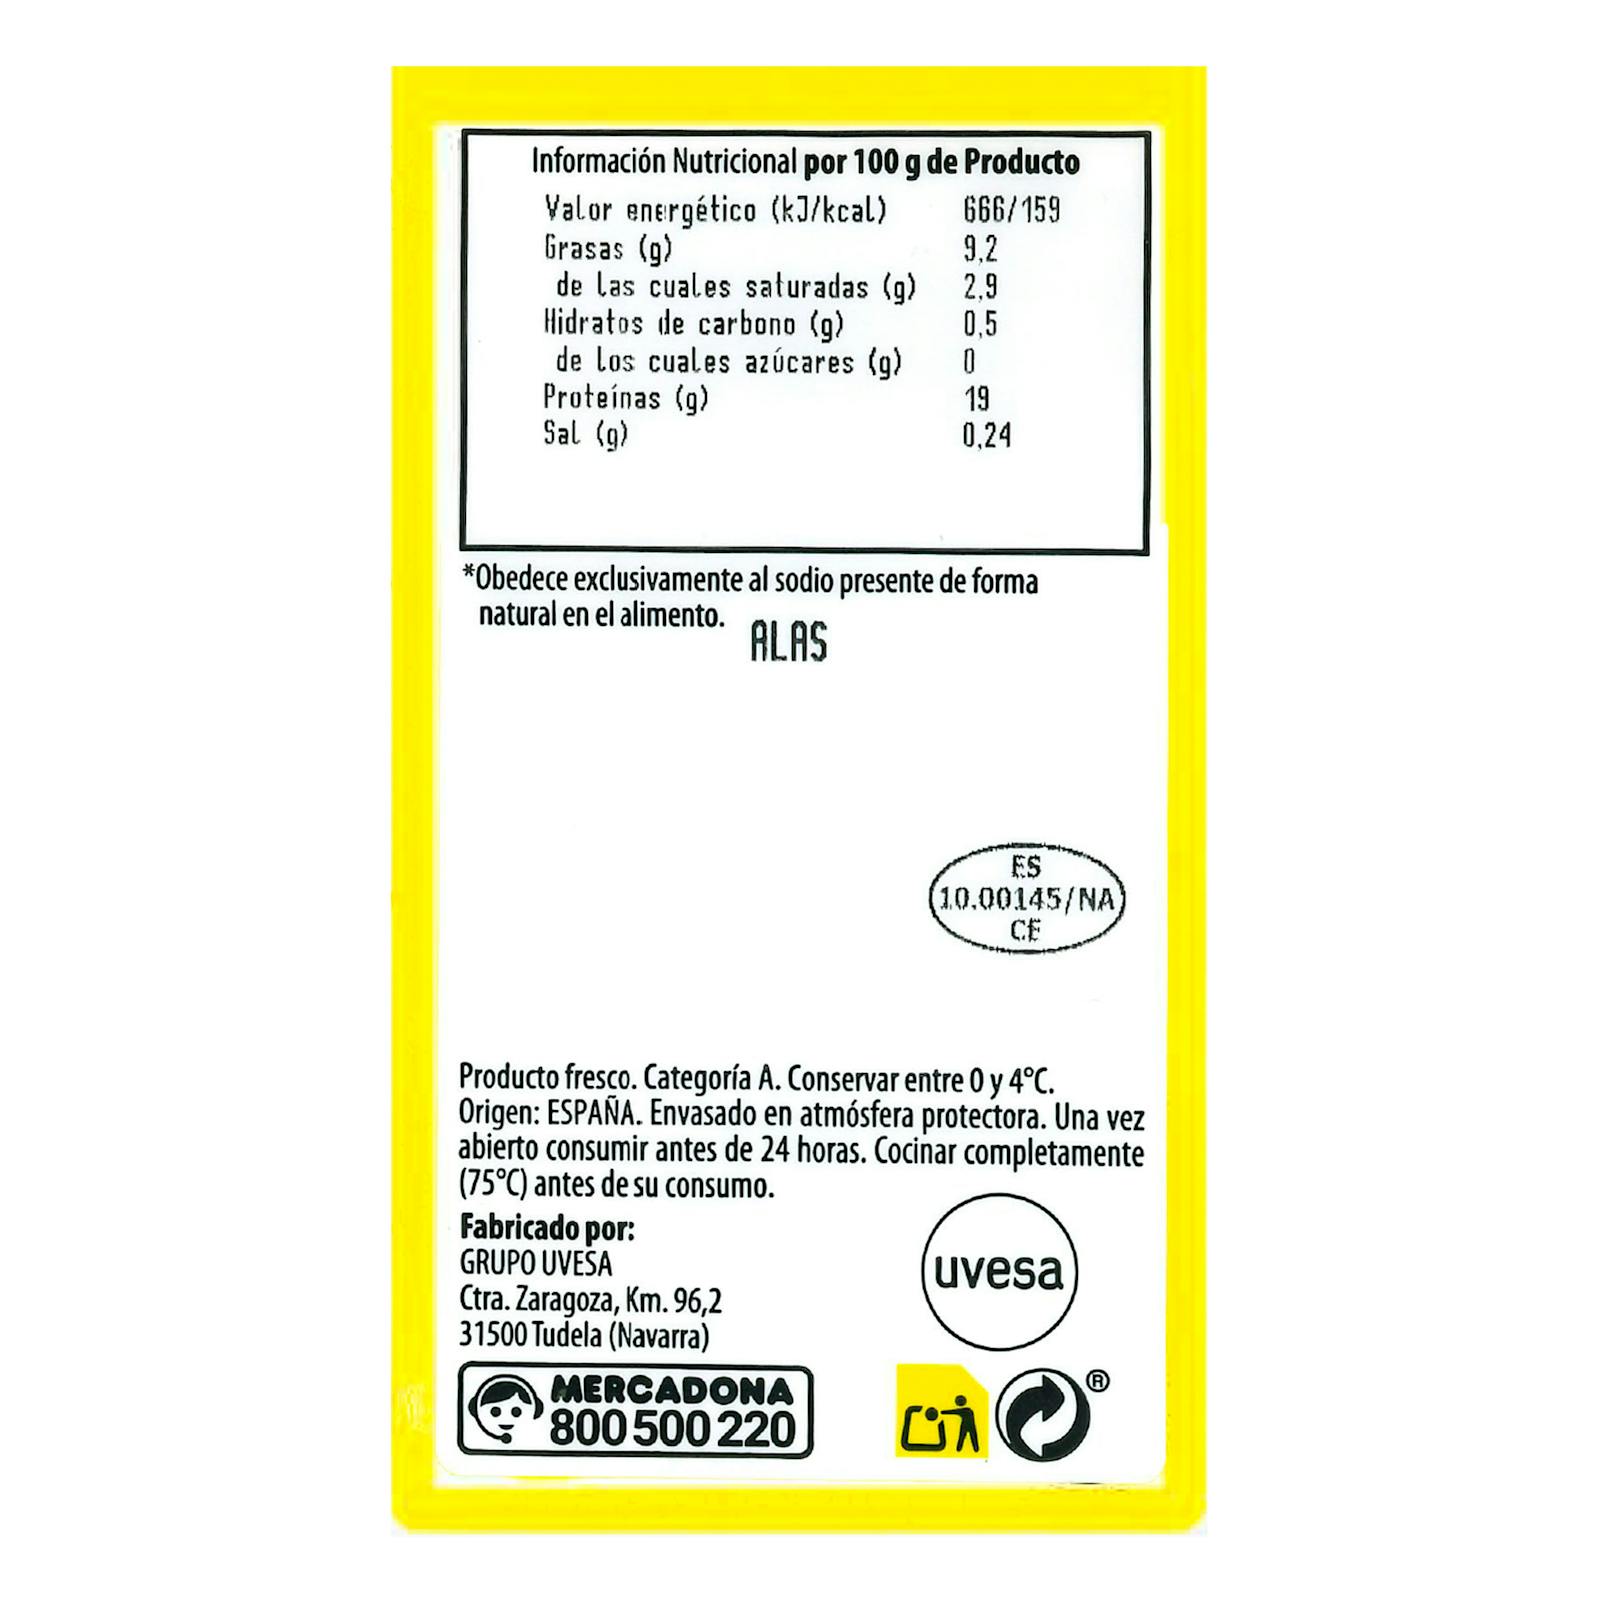 Información Nutricional por 100 g de Producto
Valor energético (kJ/kcal) 666/159
Grasas (g) 9,2
de las cuales saturadas (g) 2,9
Hidratos de carbono (g) 0,5
de los cuales azúcares (g) 0
Proteínas (g) 19
Sal (g) 0,24
*Obedece exclusivamente al sodio presente de forma
natural en el alimento.
ALAS
ES
10.00145/NA
CE
Producto fresco. Categoría A. Conservar entre 0 y 4°C.
Origen: ESPAÑA. Envasado en atmósfera protectora. Una vez
abierto consumir antes de 24 horas. Cocinar completamente
(75°C) antes de su consumo.
Fabricado por:
GRUPO UVESA
Ctra. Zaragoza, Km. 96,2
31500 Tudela (Navarra)
uvesa
MERCADONA
800 500 220
®